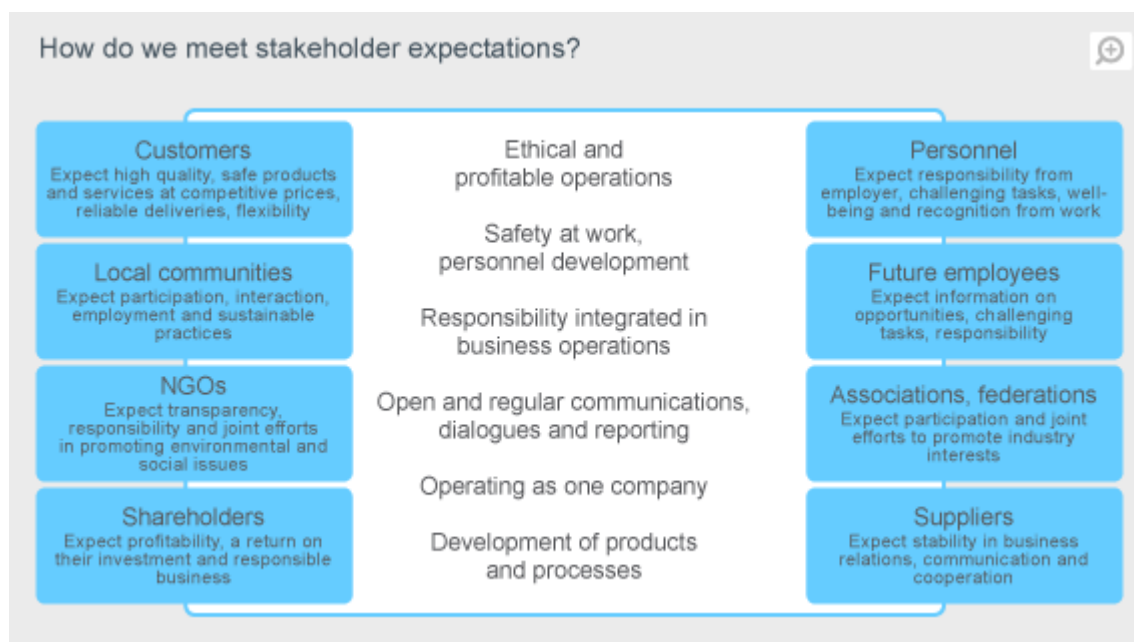 How do we meet stakeholder expectations?
Customers
Expect high quality, safe products
and services at competitive prices,
reliable deliveries, flexibility
Local communities
Expect participation, interaction,
employment and sustainable
practices
NGOs
Expect transparency,
responsibility and joint efforts
in promoting environmental and
social issues
Shareholders
Expect profitability, a return on
their investment and responsible
business
Ethical and
profitable operations
Safety at work,
personnel development
Responsibility integrated in
business operations
Open and regular communications,
dialogues and reporting
Operating as one company
Development of products
and processes
Personnel
Expect responsibility from
employer, challenging tasks, well-
being and recognition from work
Future employees
Expect information on
opportunities, challenging
tasks, responsibility
Associations, federations
Expect participation and joint
efforts to promote industry
interests
Suppliers
Expect stability in business
relations, communication and
cooperation